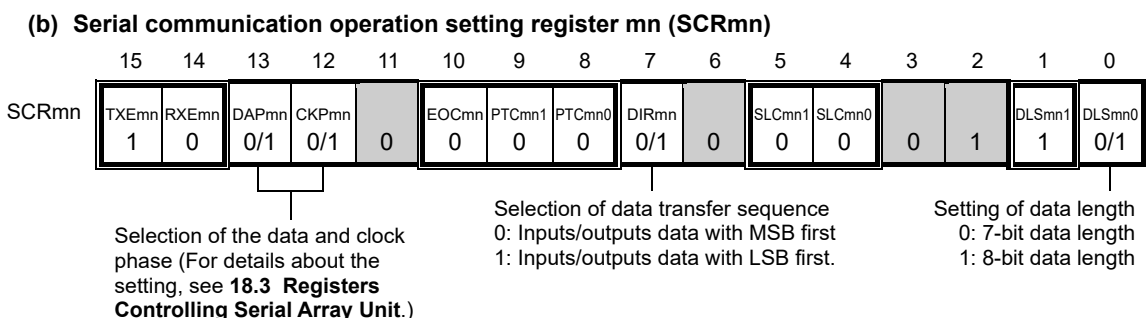 (b) Serial communication operation setting register mn (SCRmn)
15 14 13 12 11 10 9 8 7 6 5 4 3 2 1 0
SCRmn TXEmn RXEmn DAPmn CKPmn EOCmn PTCmn1 PTCmn0 DIRmn SLCmn1 SLCmn0 DLSmn1 DLSmn0
1 0 0/1 0/1 0 0 0 0 0/1 0 0 0 0 1 1 0/1
Selection of the data and clock
phase (For details about the
setting, see 18.3 Registers
Controlling Serial Array Unit.)
Selection of data transfer sequence
0: Inputs/outputs data with MSB first
1: Inputs/outputs data with LSB first.
Setting of data length
0: 7-bit data length
1: 8-bit data length